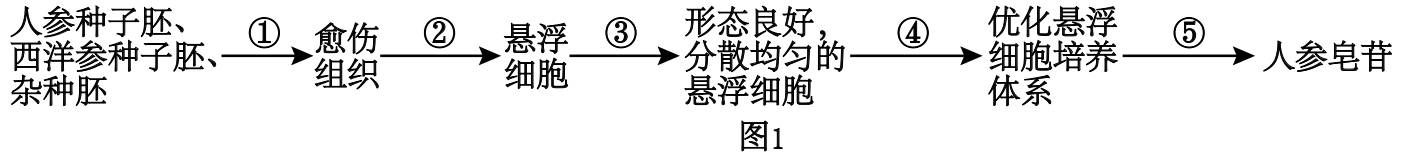 人参种子胚、
西洋参种子胚、
杂种胚
①
愈伤
组织
②
悬浮
细胞
③
形态良好，
分散均匀的
悬浮细胞
④
优化悬浮
细胞培养
体系
⑤
人参皂苷
图1